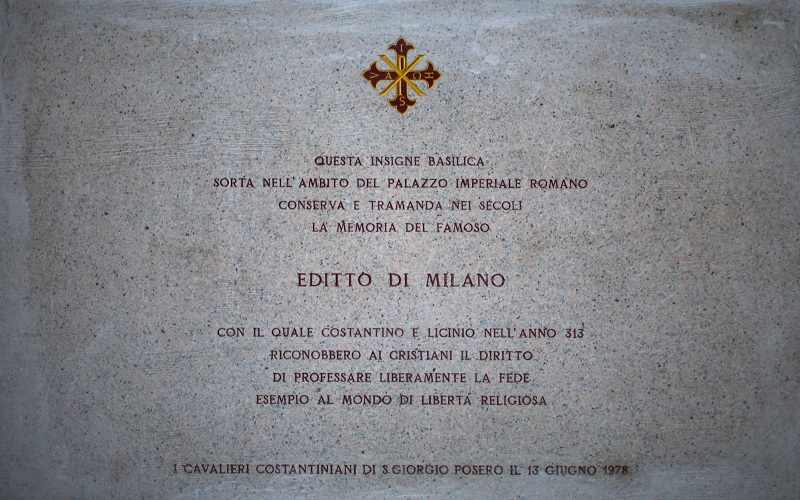 I
V A Ω H
S
QUESTA INSIGNE BASILICA
SORTA NELL'AMBITO DEL PALAZZO IMPERIALE ROMANO
CONSERVA E TRAMANDA NEI SECOLI
LA MEMORIA DEL FAMOSO
EDITTO DI MILANO
CON IL QUALE COSTANTINO E LICINIO NELL'ANNO 313
RICONOBBERO AI CRISTIANI IL DIRITTO
DI PROFESSARE LIBERAMENTE LA FEDE
ESEMPIO AL MONDO DI LIBERTÁ RELIGIOSA
I CAVALIERI COSTANTINIANI DI S. GIORGIO POSERO IL 13 GIUGNO 1978